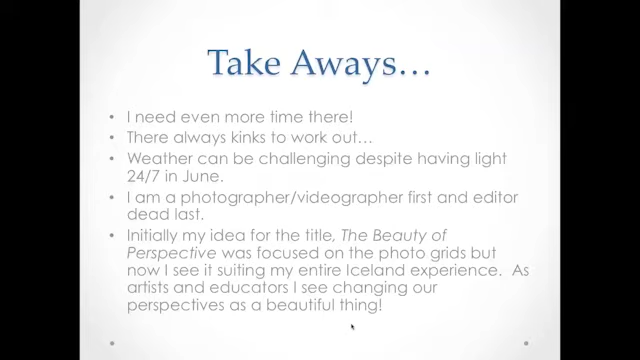 Take Aways…
• I need even more time there!
• There always kinks to work out…
• Weather can be challenging despite having light
24/7 in June.
• I am a photographer/videographer first and editor
dead last.
• Initially my idea for the title, The Beauty of
Perspective was focused on the photo grids but
now I see it suiting my entire Iceland experience. As
artists and educators I see changing our
perspectives as a beautiful thing!